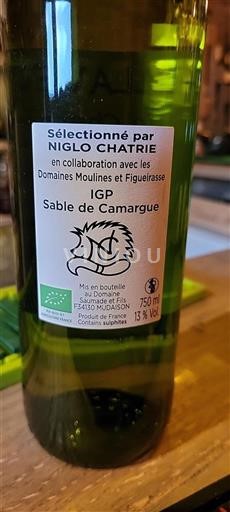 Sélectionné par
NIGLO CHATRIE
en collaboration avec les
Domaines Moulines et Figueirasse
IGP
Sable de Camargue
Mis en bouteille
au Domaine
Saumade et Fils
F34130 MUDAISON
Produit de France
Contains sulphites
750 ml
13 % Vol.